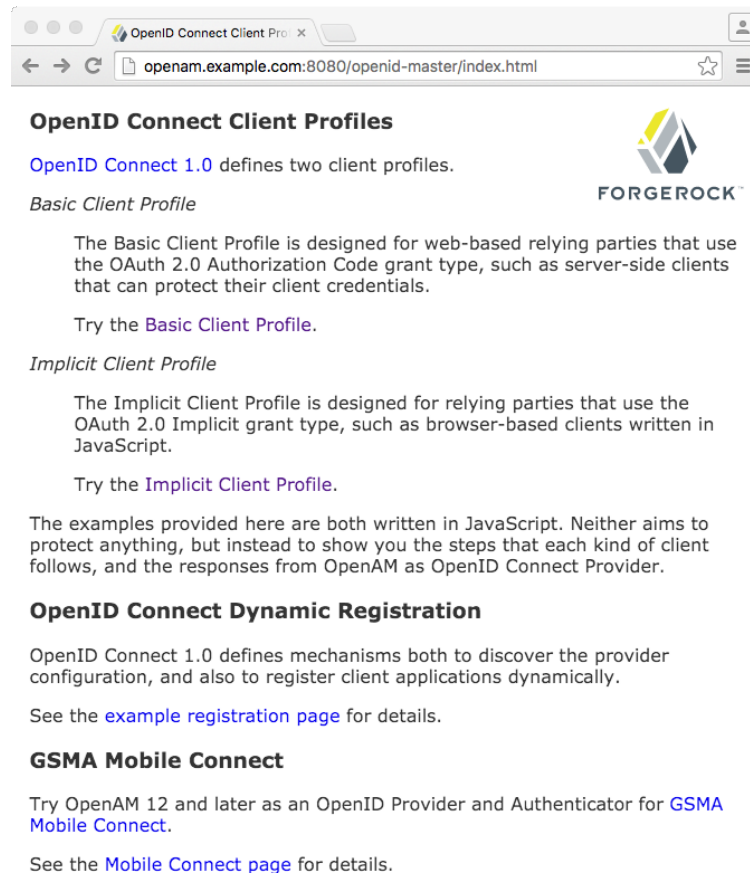 OpenID Connect Client Pro
openam.example.com:8080/openid-master/index.html
OpenID Connect Client Profiles
FORGEROCK™
OpenID Connect 1.0 defines two client profiles.
Basic Client Profile
The Basic Client Profile is designed for web-based relying parties that use
the OAuth 2.0 Authorization Code grant type, such as server-side clients
that can protect their client credentials.
Try the Basic Client Profile.
Implicit Client Profile
The Implicit Client Profile is designed for relying parties that use the
OAuth 2.0 Implicit grant type, such as browser-based clients written in
JavaScript.
Try the Implicit Client Profile.
The examples provided here are both written in JavaScript. Neither aims to
protect anything, but instead to show you the steps that each kind of client
follows, and the responses from OpenAM as OpenID Connect Provider.
OpenID Connect Dynamic Registration
OpenID Connect 1.0 defines mechanisms both to discover the provider
configuration, and also to register client applications dynamically.
See the example registration page for details.
GSMA Mobile Connect
Try OpenAM 12 and later as an OpenID Provider and Authenticator for GSMA
Mobile Connect.
See the Mobile Connect page for details.